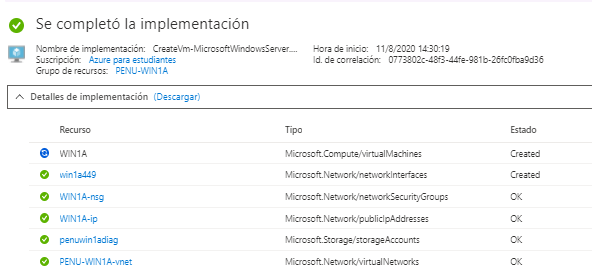 Se completó la implementación
Nombre de implementación: CreateVm-MicrosoftWindowsServer.... Hora de inicio: 11/8/2020 14:30:19
Suscripción: Azure para estudiantes Id. de correlación: 0773802c-48f3-44fe-981b-26fc0fba9d36
Grupo de recursos: PENU-WIN1A
Detalles de implementación (Descargar)
Recurso Tipo Estado
WIN1A Microsoft.Compute/virtualMachines Created
win1a449 Microsoft.Network/networkInterfaces Created
WIN1A-nsg Microsoft.Network/networkSecurityGroups OK
WIN1A-ip Microsoft.Network/publicIpAddresses OK
penuwin1adiag Microsoft.Storage/storageAccounts OK
PENU-WIN1A-vnet Microsoft.Network/virtualNetworks OK